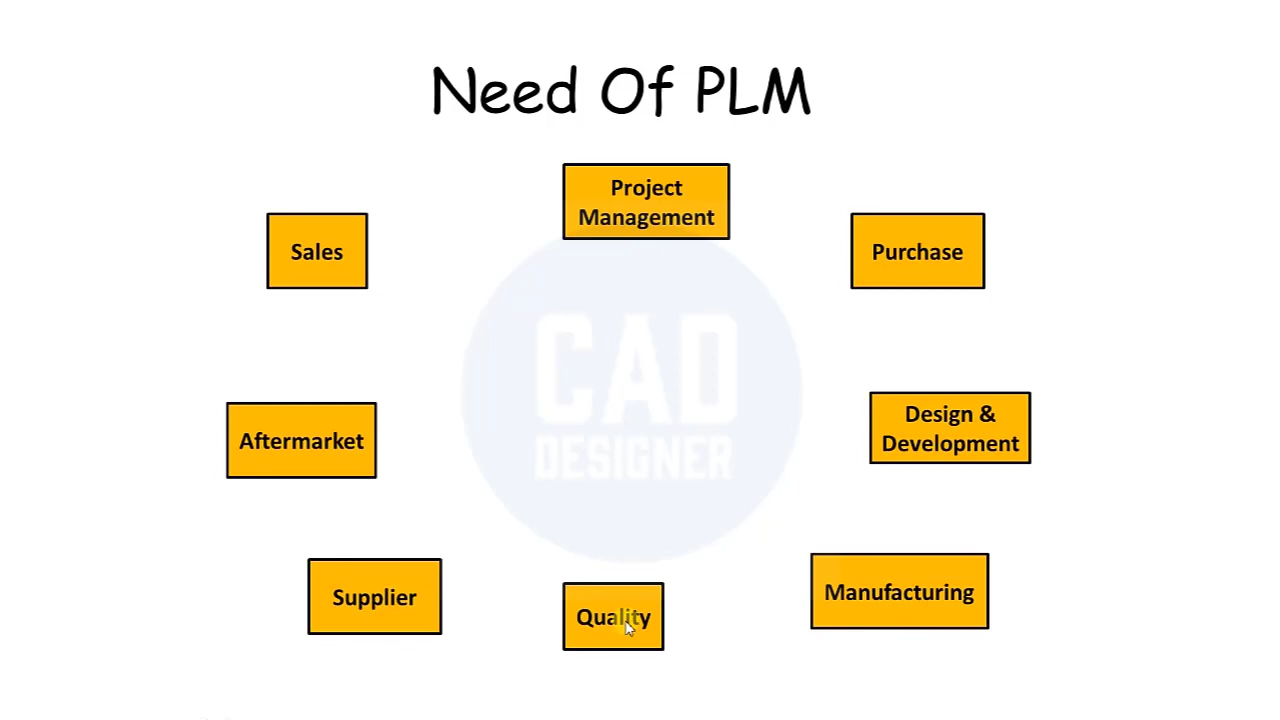 Need Of PLM
Project
Management
Sales
Purchase
CAD
DESIGNER
Aftermarket
Design &
Development
Supplier
Quality
Manufacturing